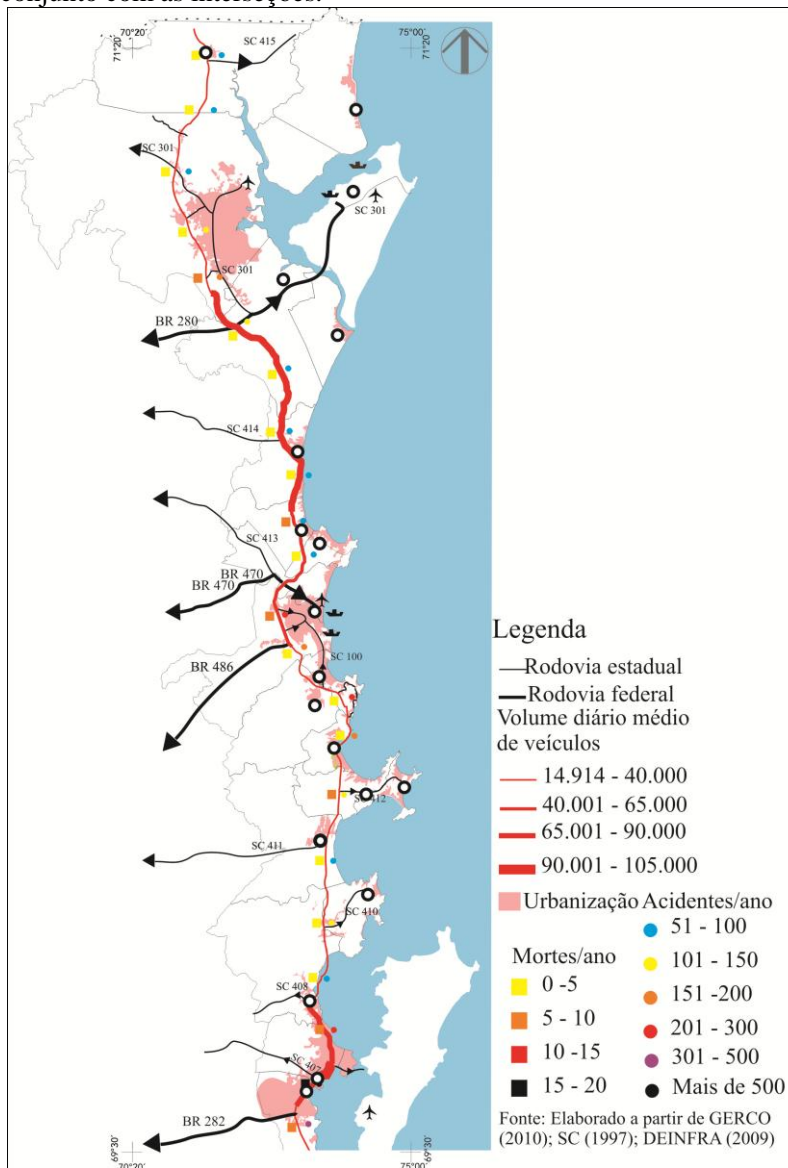 conjunto com as interseções.
70°20'
75°00'
71°20'
71°20'
SC 415
SC 301
SC 301
SC 301
BR 280
SC 414
SC 413
BR 470
BR 470
SC 100
BR 486
SC 412
SC 411
SC 410
SC 408
SC 407
BR 282
69°30'
69°30'
70°20'
75°00'
Legenda
Rodovia estadual
Rodovia federal
Volume diário médio
de veículos
14.914 - 40.000
40.001 - 65.000
65.001 - 90.000
90.001 - 105.000
Urbanização
Mortes/ano
0 -5
5 - 10
10 -15
15 - 20
Acidentes/ano
51 - 100
101 - 150
151 -200
201 - 300
301 - 500
Mais de 500
Fonte: Elaborado a partir de GERCO
(2010); SC (1997); DEINFRA (2009)